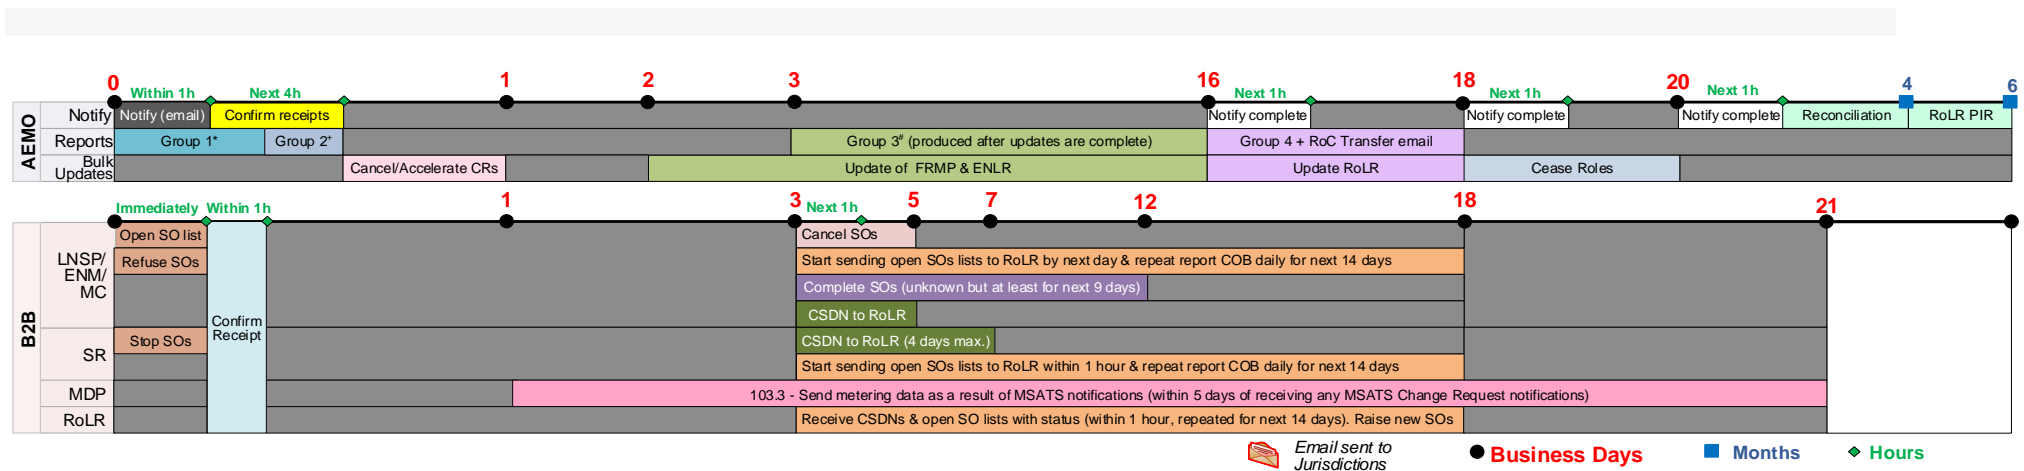 0 1 2 3 16 18 20 4 6
Within 1h Next 4h Next 1h Next 1h Next 1h
AEMO
Notify Notify (email) Confirm receipts Notify complete Notify complete Notify complete Reconciliation RoLR PIR
Reports Group 1* Group 2+ Group 3# (produced after updates are complete) Group 4 + RoC Transfer email
Bulk
Updates Cancel/Accelerate CRs Update of FRMP & ENLR Update RoLR Cease Roles
1 3 5 7 12 18 21
Immediately Within 1h Next 1h
B2B
LNSP/
ENM/
MC
Open SO list Cancel SOs
Refuse SOs Start sending open SOs lists to RoLR by next day & repeat report COB daily for next 14 days
Complete SOs (unknown but at least for next 9 days)
Confirm
Receipt
CSDN to RoLR
SR
Stop SOs CSDN to RoLR (4 days max.)
Start sending open SOs lists to RoLR within 1 hour & repeat report COB daily for next 14 days
MDP 103.3 - Send metering data as a result of MSATS notifications (within 5 days of receiving any MSATS Change Request notifications)
RoLR Receive CSDNs & open SO lists with status (within 1 hour, repeated for next 14 days). Raise new SOs
Email sent to
Jurisdictions
Business Days Months Hours